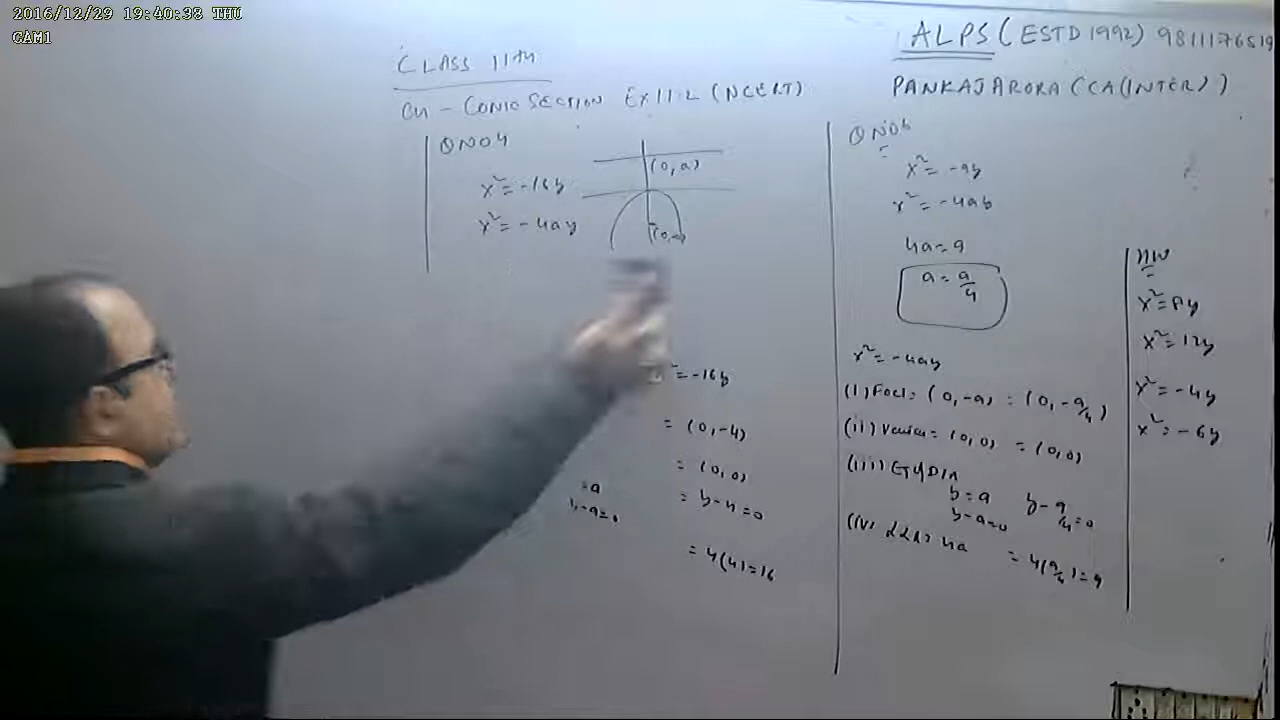 2016/12/29 19:40:38 THU
CAM1
ALPS (ESTD 1992) 9811176519
PANKAJ ARORA (CA(INTER))
CLASS 11th
CH - CONIC SECTION EX 11.2 (NCERT)
Q NO 4
x² = -16y
x² = -4ay
(0, a)
= -16y
= (0, -4)
= (0, 0)
= a
= y - 4 = 0
= 4(4) = 16
Q NO 6
x² = -9y
x² = -4ay
4a = 9
a = 9/4
x² = -4ay
(i) Foci = (0, -a) = (0, -9/4)
(ii) Vertex = (0, 0) = (0, 0)
(iii)
y = a y - 9/4 = 0
y - a = 0
(iv) LLR = 4a = 4(9/4) = 9
HW
x² = 8y
x² = 12y
x² = -4y
x² = -6y